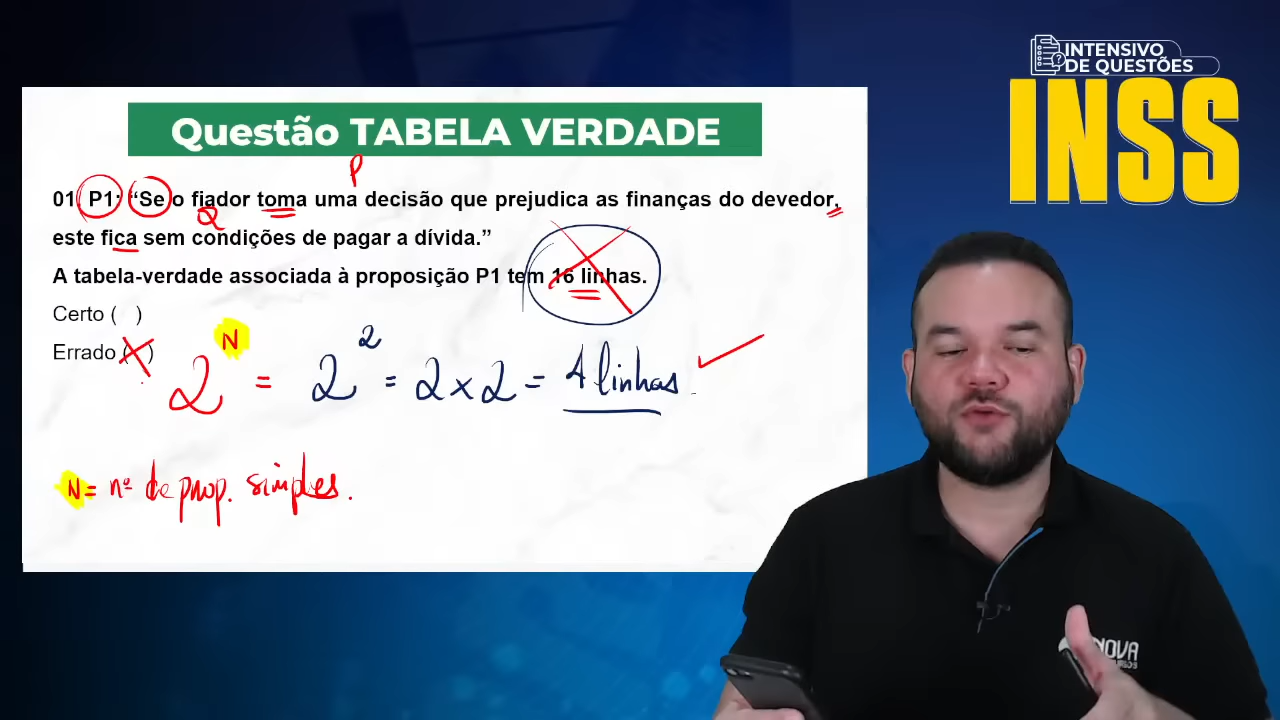 INTENSIVO
DE QUESTÕES
INSS
Questão TABELA VERDADE
P
01. P1: “Se o fiador toma uma decisão que prejudica as finanças do devedor,
Q
este fica sem condições de pagar a dívida.”
A tabela-verdade associada à proposição P1 tem 16 linhas.
Certo ( )
Errado ( )
2^N = 2^2 = 2 x 2 = 4 linhas
N = nº de prop. simples.
NOVA